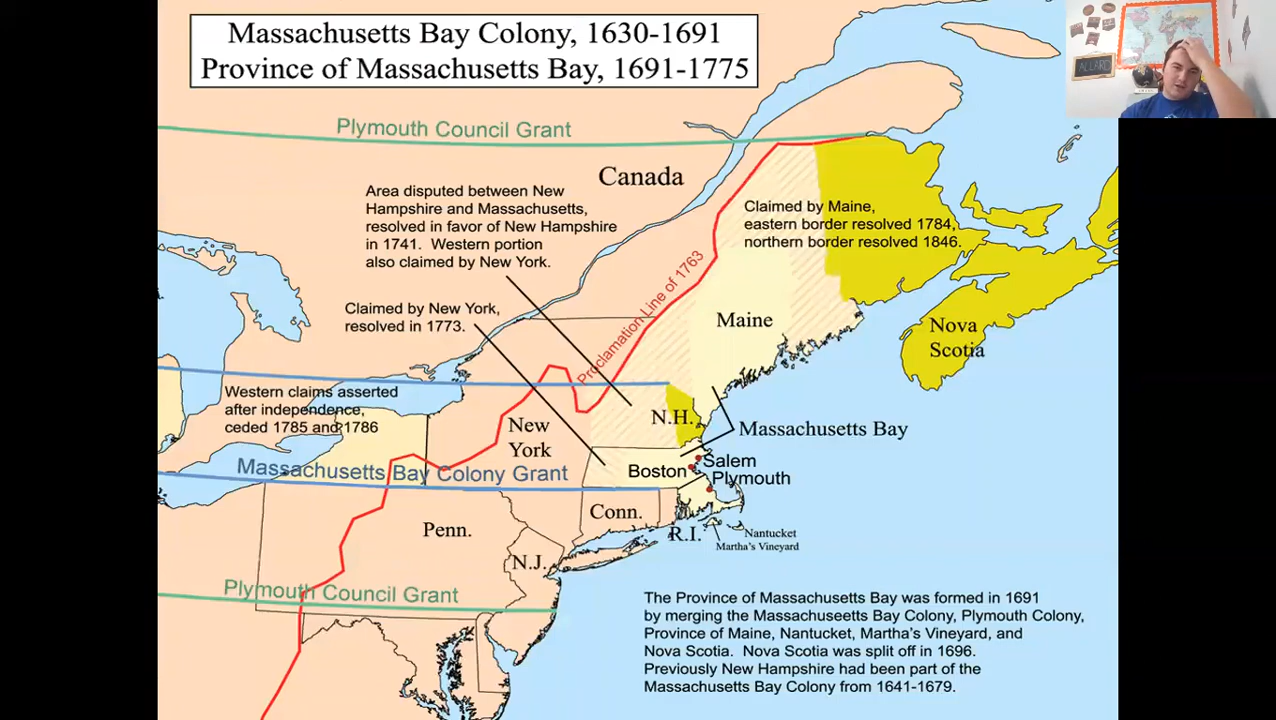 Massachusetts Bay Colony, 1630-1691
Province of Massachusetts Bay, 1691-1775
ALLARD
Plymouth Council Grant
Canada
Area disputed between New
Hampshire and Massachusetts,
resolved in favor of New Hampshire
in 1741. Western portion
also claimed by New York.
Claimed by Maine,
eastern border resolved 1784,
northern border resolved 1846.
Claimed by New York,
resolved in 1773.
Proclamation Line of 1763
Maine
Nova
Scotia
Western claims asserted
after independence,
ceded 1785 and 1786
New
York
N.H.
Massachusetts Bay
Massachusetts Bay Colony Grant
Boston
Salem
Plymouth
Conn.
R.I.
Nantucket
Martha's Vineyard
Penn.
N.J.
Plymouth Council Grant
The Province of Massachusetts Bay was formed in 1691
by merging the Massachuseetts Bay Colony, Plymouth Colony,
Province of Maine, Nantucket, Martha's Vineyard, and
Nova Scotia. Nova Scotia was split off in 1696.
Previously New Hampshire had been part of the
Massachusetts Bay Colony from 1641-1679.